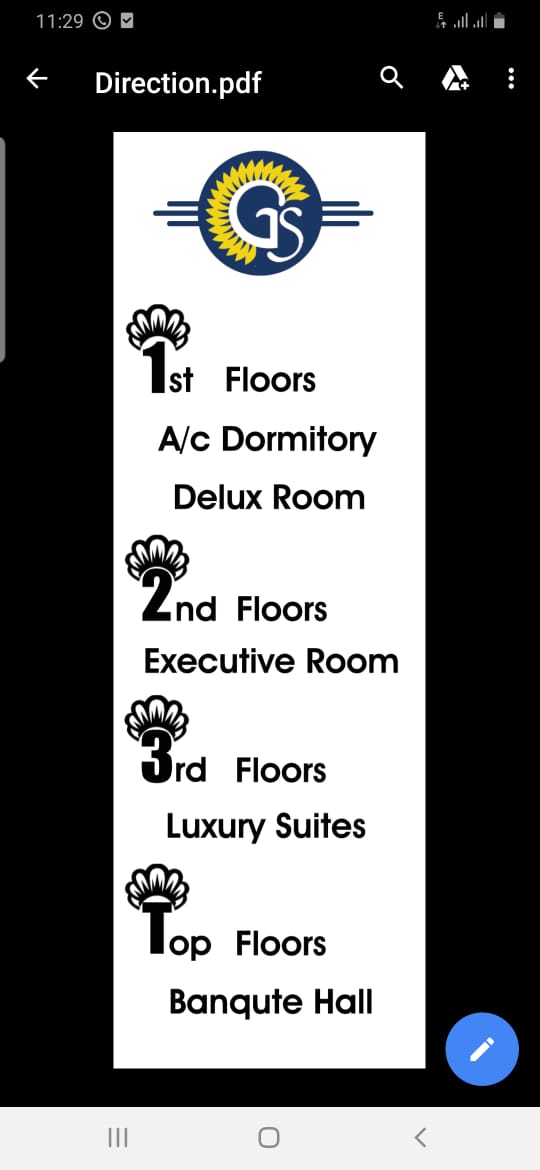 11:29
Direction.pdf
GS
1st Floors
A/c Dormitory
Delux Room
2nd Floors
Executive Room
3rd Floors
Luxury Suites
Top Floors
Banqute Hall